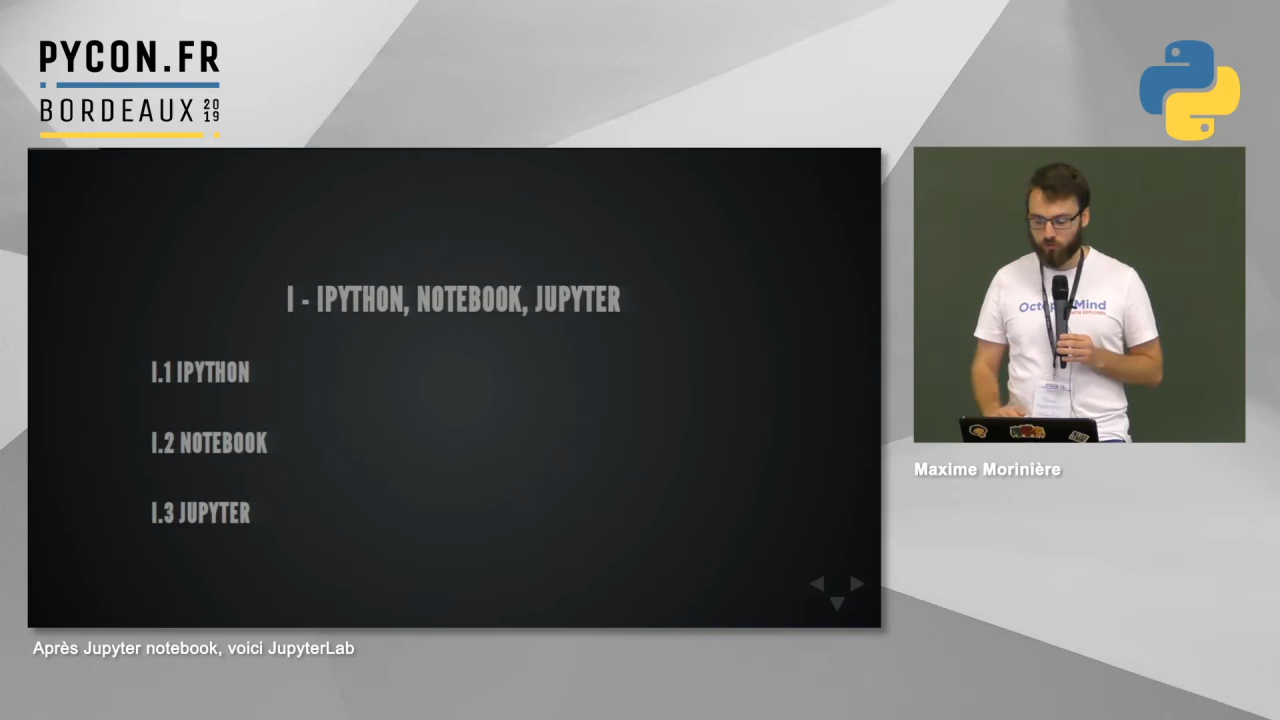 PYCON.FR
BORDEAUX 2019
I - IPYTHON, NOTEBOOK, JUPYTER
I.1 IPYTHON
I.2 NOTEBOOK
I.3 JUPYTER
Mind
Maxime Morinière
Après Jupyter notebook, voici JupyterLab